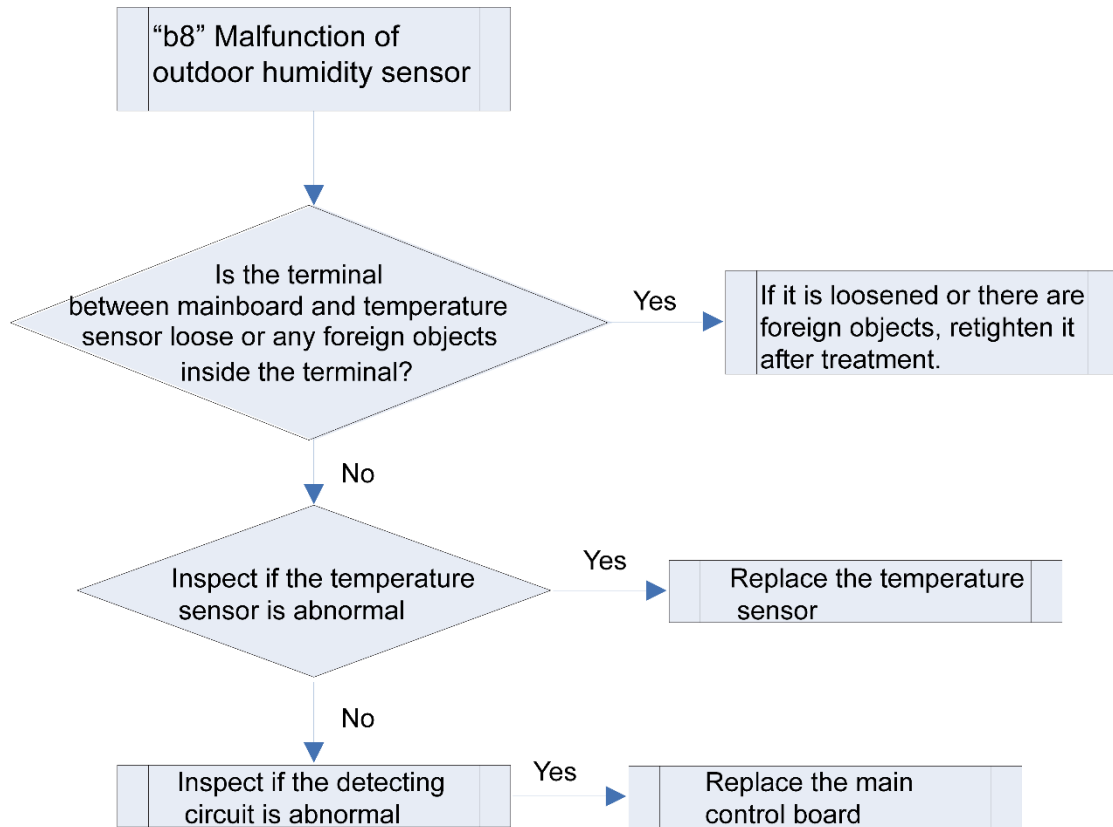 “b8” Malfunction of
outdoor humidity sensor
Is the terminal
between mainboard and temperature
sensor loose or any foreign objects
inside the terminal?
Yes
If it is loosened or there are
foreign objects, retighten it
after treatment.
No
Inspect if the temperature
sensor is abnormal
Yes
Replace the temperature
sensor
No
Inspect if the detecting
circuit is abnormal
Yes
Replace the main
control board